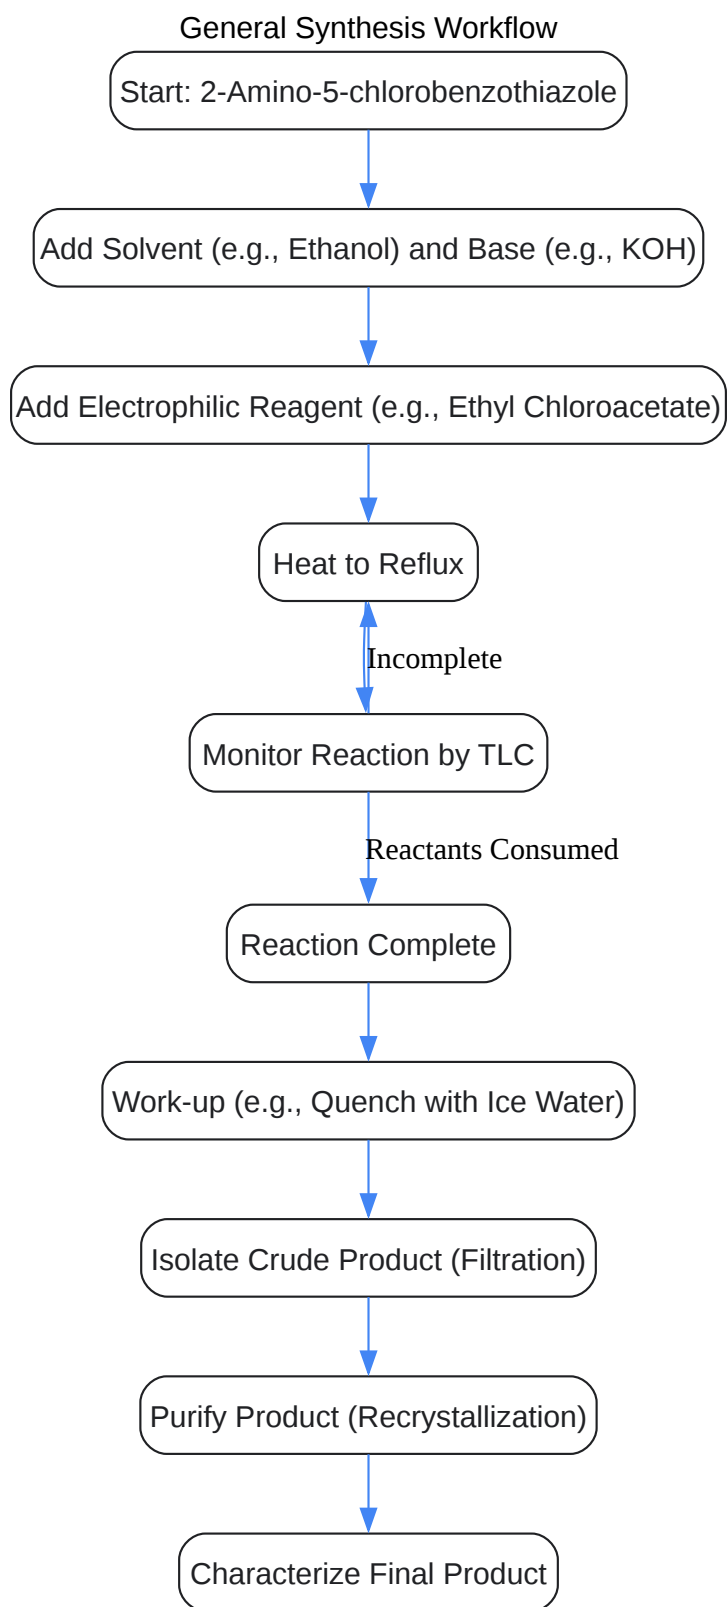 General Synthesis Workflow
Start: 2-Amino-5-chlorobenzothiazole
Add Solvent (e.g., Ethanol) and Base (e.g., KOH)
Add Electrophilic Reagent (e.g., Ethyl Chloroacetate)
Heat to Reflux
Incomplete
Monitor Reaction by TLC
Reactants Consumed
Reaction Complete
Work-up (e.g., Quench with Ice Water)
Isolate Crude Product (Filtration)
Purify Product (Recrystallization)
Characterize Final Product